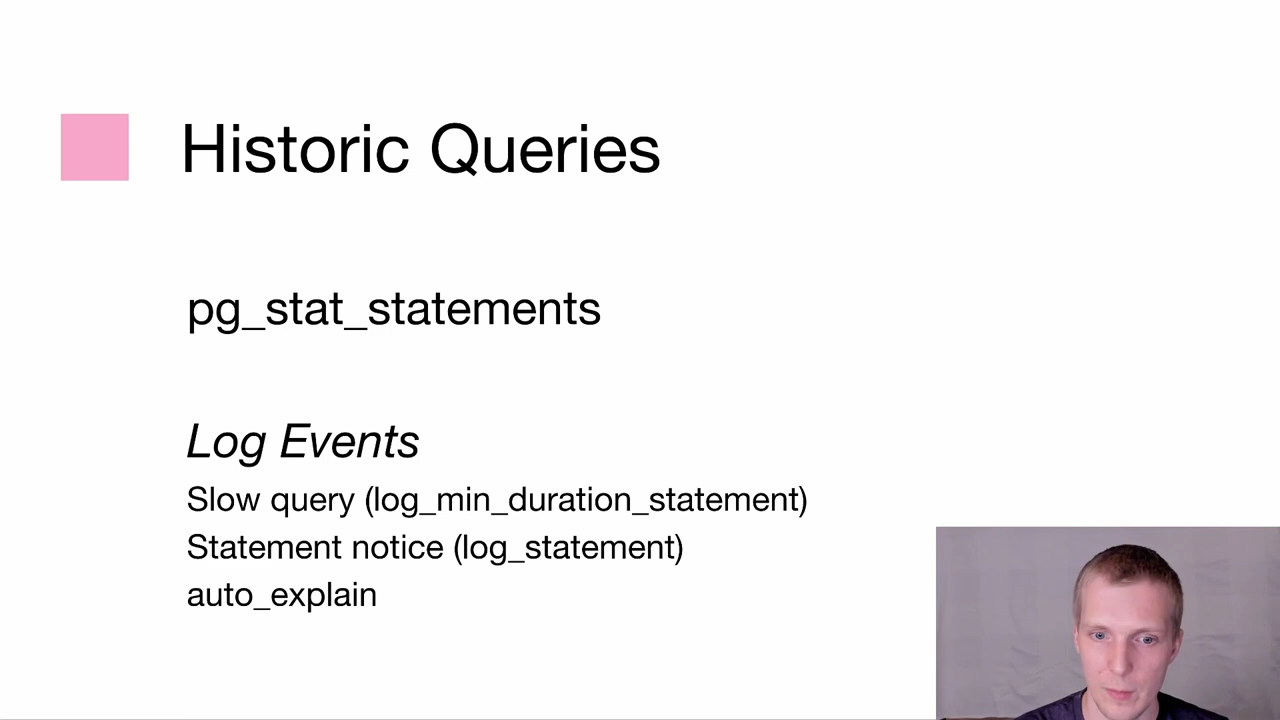 Historic Queries
pg_stat_statements
Log Events
Slow query (log_min_duration_statement)
Statement notice (log_statement)
auto_explain